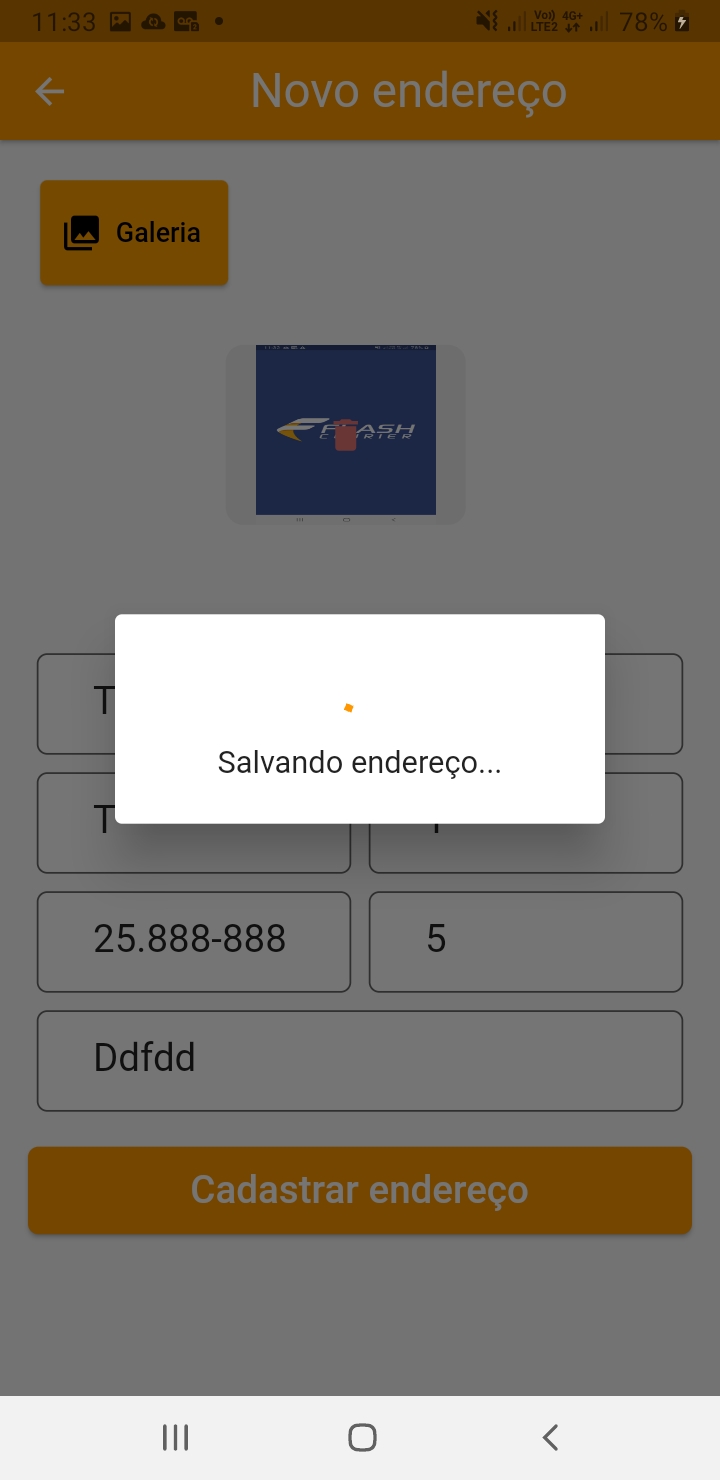 11:33 Vo) 4G+ LTE2 78%
Novo endereço
Galeria
FLASH
COURIER
Salvando endereço...
T
T
25.888-888 5
Ddfdd
Cadastrar endereço